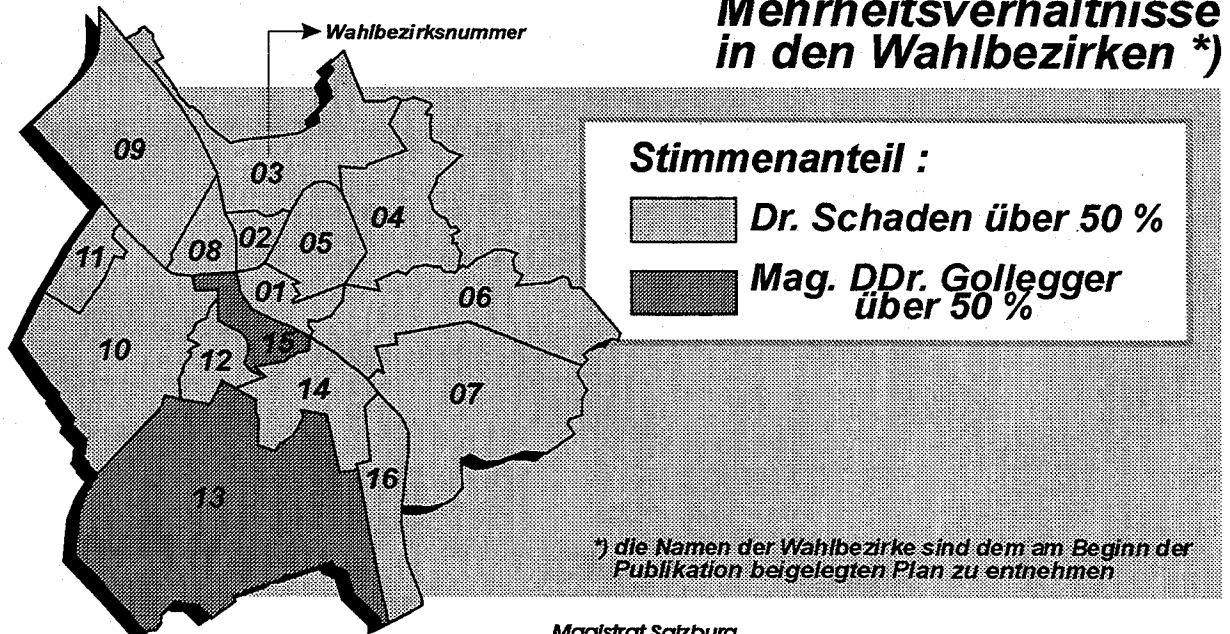 Mehrheitsverhältnisse
in den Wahlbezirken *)
Wahlbezirksnummer
Stimmenanteil :
Dr. Schaden über 50 %
Mag. DDr. Gollegger
über 50 %
09
03
04
02
05
08
11
01
06
10
12
15
14
07
16
13
*) die Namen der Wahlbezirke sind dem am Beginn der
Publikation beigelegten Plan zu entnehmen
Magistrat Salzburg